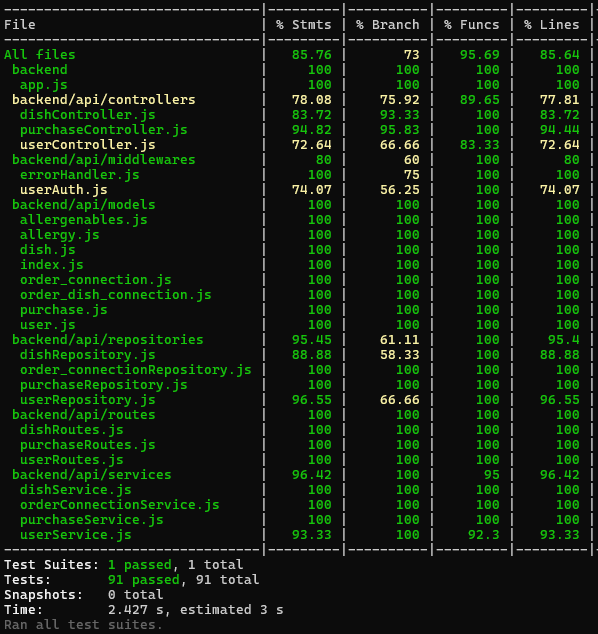 --------------------------------|---------|----------|---------|---------|
File                            | % Stmts | % Branch | % Funcs | % Lines |
--------------------------------|---------|----------|---------|---------|
All files                       |   85.76 |       73 |   95.69 |   85.64 |
 backend                        |     100 |      100 |     100 |     100 |
  app.js                        |     100 |      100 |     100 |     100 |
 backend/api/controllers        |   78.08 |    75.92 |   89.65 |   77.81 |
  dishController.js             |   83.72 |    93.33 |     100 |   83.72 |
  purchaseController.js         |   94.82 |    95.83 |     100 |   94.44 |
  userController.js             |   72.64 |    66.66 |   83.33 |   72.64 |
 backend/api/middlewares        |      80 |       60 |     100 |      80 |
  errorHandler.js               |     100 |       75 |     100 |     100 |
  userAuth.js                   |   74.07 |    56.25 |     100 |   74.07 |
 backend/api/models             |     100 |      100 |     100 |     100 |
  allergenables.js              |     100 |      100 |     100 |     100 |
  allergy.js                    |     100 |      100 |     100 |     100 |
  dish.js                       |     100 |      100 |     100 |     100 |
  index.js                      |     100 |      100 |     100 |     100 |
  order_connection.js           |     100 |      100 |     100 |     100 |
  order_dish_connection.js      |     100 |      100 |     100 |     100 |
  purchase.js                   |     100 |      100 |     100 |     100 |
  user.js                       |     100 |      100 |     100 |     100 |
 backend/api/repositories       |   95.45 |    61.11 |     100 |    95.4 |
  dishRepository.js             |   88.88 |    58.33 |     100 |   88.88 |
  order_connectionRepository.js |     100 |      100 |     100 |     100 |
  purchaseRepository.js         |     100 |      100 |     100 |     100 |
  userRepository.js             |   96.55 |    66.66 |     100 |   96.55 |
 backend/api/routes             |     100 |      100 |     100 |     100 |
  dishRoutes.js                 |     100 |      100 |     100 |     100 |
  purchaseRoutes.js             |     100 |      100 |     100 |     100 |
  userRoutes.js                 |     100 |      100 |     100 |     100 |
 backend/api/services           |   96.42 |      100 |      95 |   96.42 |
  dishService.js                |     100 |      100 |     100 |     100 |
  orderConnectionService.js     |     100 |      100 |     100 |     100 |
  purchaseService.js            |     100 |      100 |     100 |     100 |
  userService.js                |   93.33 |      100 |    92.3 |   93.33 |
--------------------------------|---------|----------|---------|---------|
Test Suites: 1 passed, 1 total
Tests:       91 passed, 91 total
Snapshots:   0 total
Time:        2.427 s, estimated 3 s
Ran all test suites.